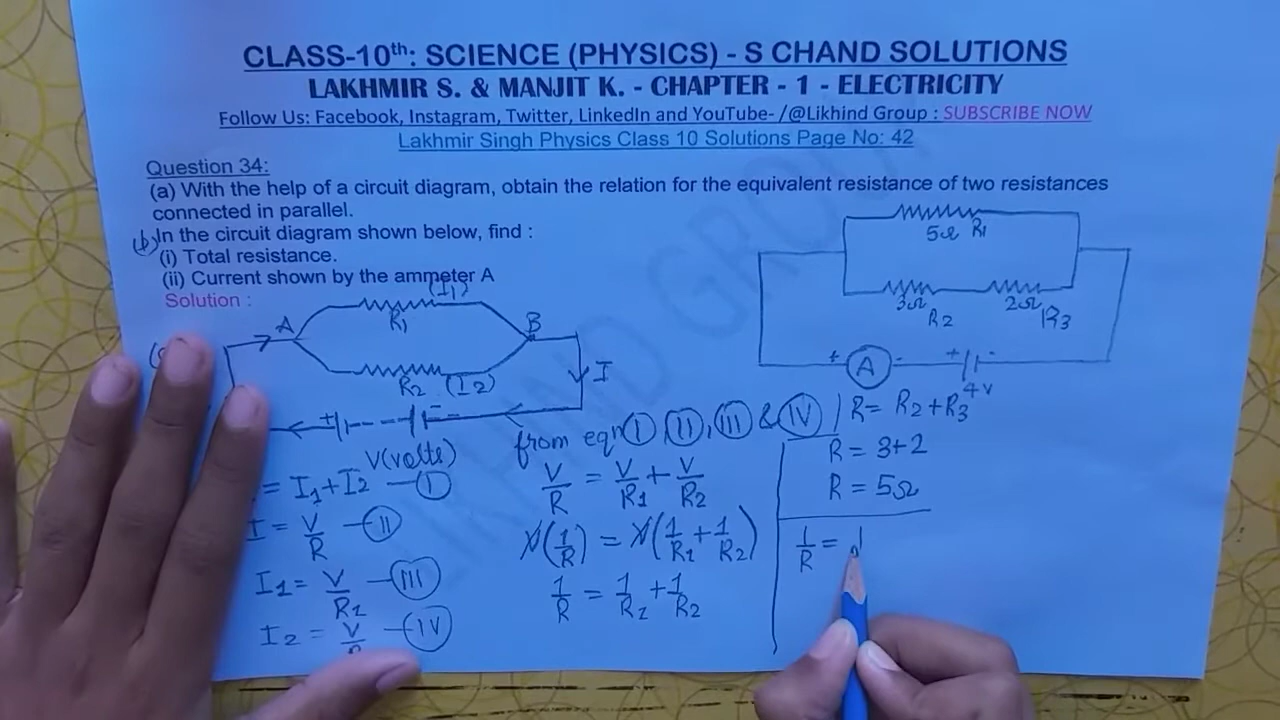 CLASS-10th: SCIENCE (PHYSICS) - S CHAND SOLUTIONS
LAKHMIR S. & MANJIT K. - CHAPTER - 1 - ELECTRICITY
Follow Us: Facebook, Instagram, Twitter, LinkedIn and YouTube- /@Likhind Group : SUBSCRIBE NOW
Lakhmir Singh Physics Class 10 Solutions Page No: 42
Question 34:
(a) With the help of a circuit diagram, obtain the relation for the equivalent resistance of two resistances
connected in parallel.
(b) In the circuit diagram shown below, find :
(i) Total resistance.
(ii) Current shown by the ammeter A
Solution :
(I1)
A R1 B
R2 (I2)
I
+ -
V(volte)
= I1+I2 —(I)
I = V/R —(II)
I1 = V/R1 —(III)
I2 = V/ —(IV)
from eqn (I), (II), (III) & (IV)
V/R = V/R1 + V/R2
V(1/R) = V(1/R1 + 1/R2)
1/R = 1/R1 + 1/R2
5Ω R1
3Ω 2Ω
R2 R3
+ A - + -
4V
R = R2+R3
R = 3+2
R = 5Ω
1/R =
LIKHIND GROUP